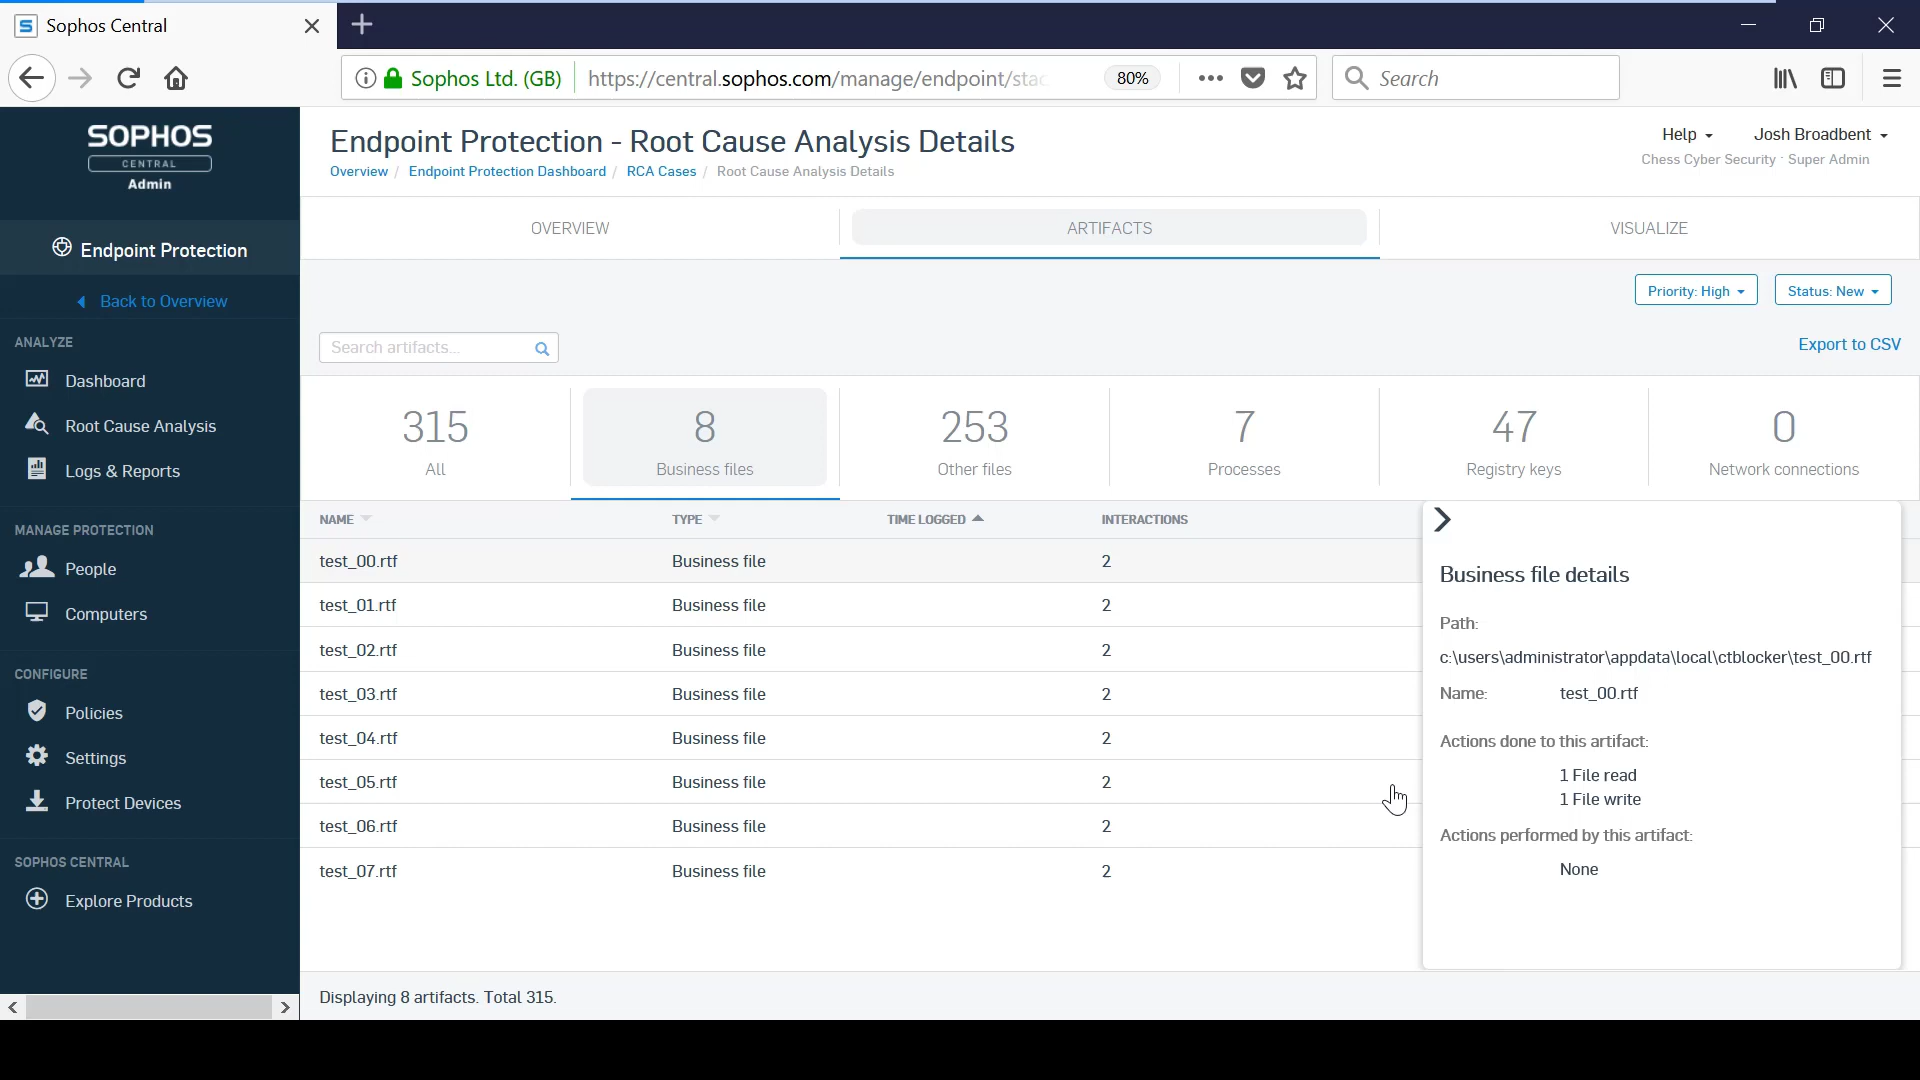 Sophos Central
Sophos Ltd. (GB) https://central.sophos.com/manage/endpoint/stac 80% Search
SOPHOS
CENTRAL
Admin
Endpoint Protection
Back to Overview
ANALYZE
Dashboard
Root Cause Analysis
Logs & Reports
MANAGE PROTECTION
People
Computers
CONFIGURE
Policies
Settings
Protect Devices
SOPHOS CENTRAL
Explore Products
Endpoint Protection - Root Cause Analysis Details
Overview / Endpoint Protection Dashboard / RCA Cases / Root Cause Analysis Details
Help Josh Broadbent
Chess Cyber Security · Super Admin
OVERVIEW ARTIFACTS VISUALIZE
Priority: High Status: New
Search artifacts...
Export to CSV
315 8 253 7 47 0
All Business files Other files Processes Registry keys Network connections
NAME TYPE TIME LOGGED INTERACTIONS
test_00.rtf Business file 2
test_01.rtf Business file 2
test_02.rtf Business file 2
test_03.rtf Business file 2
test_04.rtf Business file 2
test_05.rtf Business file 2
test_06.rtf Business file 2
test_07.rtf Business file 2
Business file details
Path:
c:\users\administrator\appdata\local\ctblocker\test_00.rtf
Name: test_00.rtf
Actions done to this artifact:
1 File read
1 File write
Actions performed by this artifact:
None
Displaying 8 artifacts. Total 315.